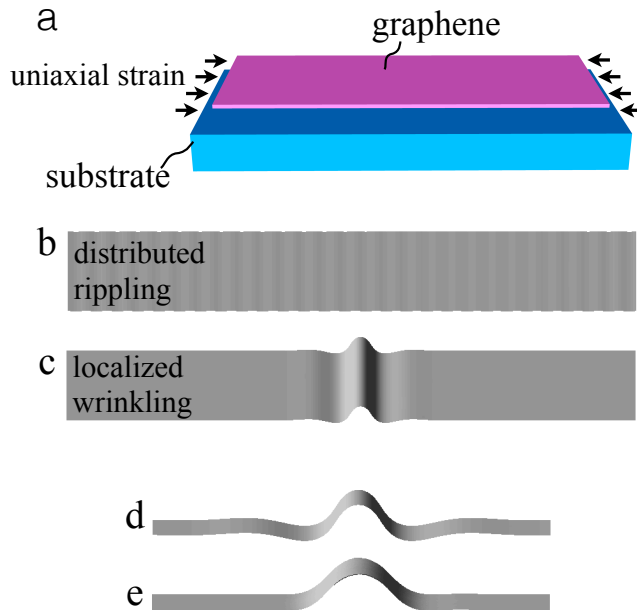 a
graphene
uniaxial strain
substrate
b
distributed
rippling
c
localized
wrinkling
d
e